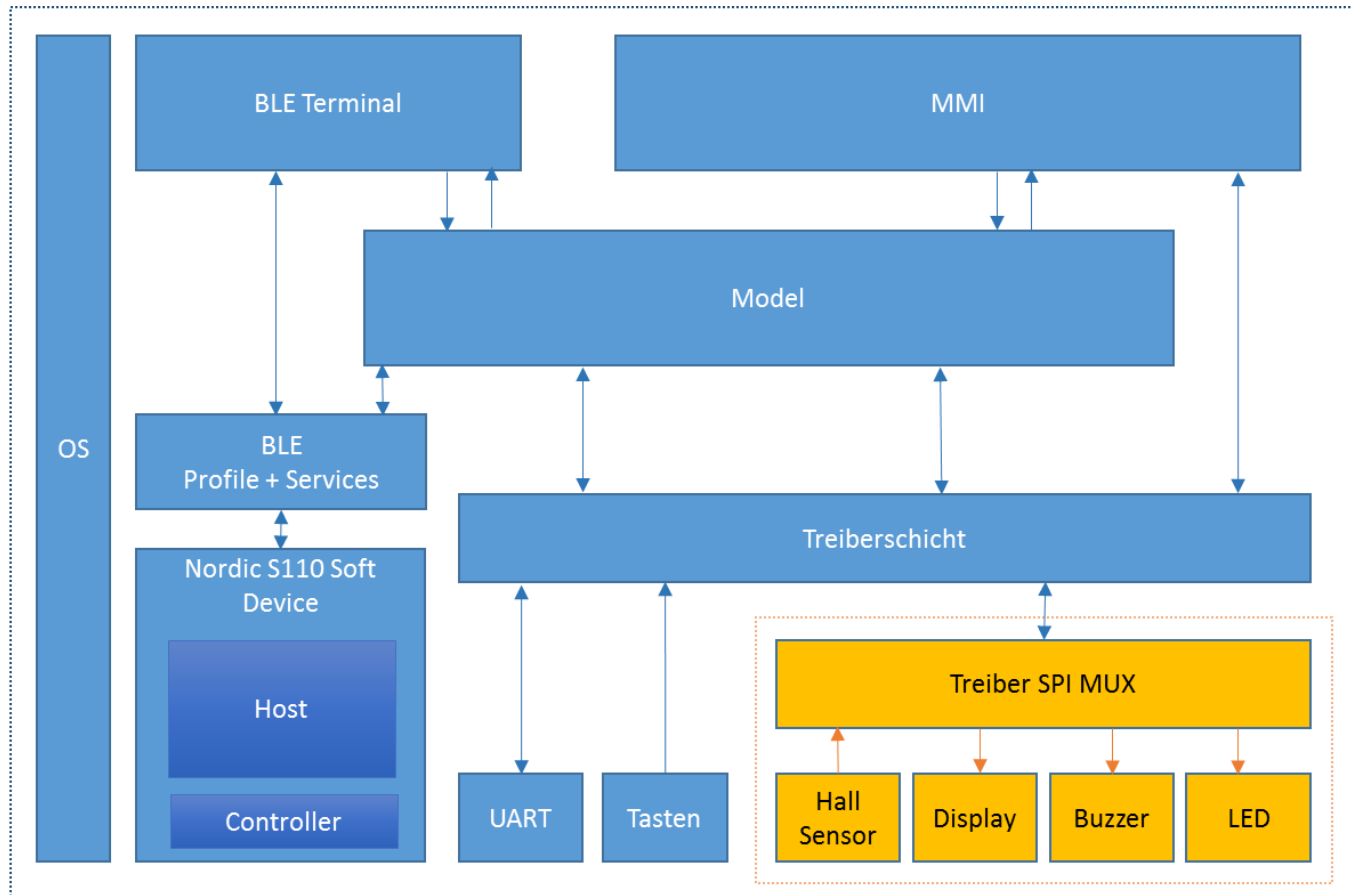 BLE Terminal
MMI
Model
OS
BLE
Profile + Services
Treiberschicht
Nordic S110 Soft
Device
Host
Controller
Treiber SPI MUX
UART
Tasten
Hall
Sensor
Display
Buzzer
LED